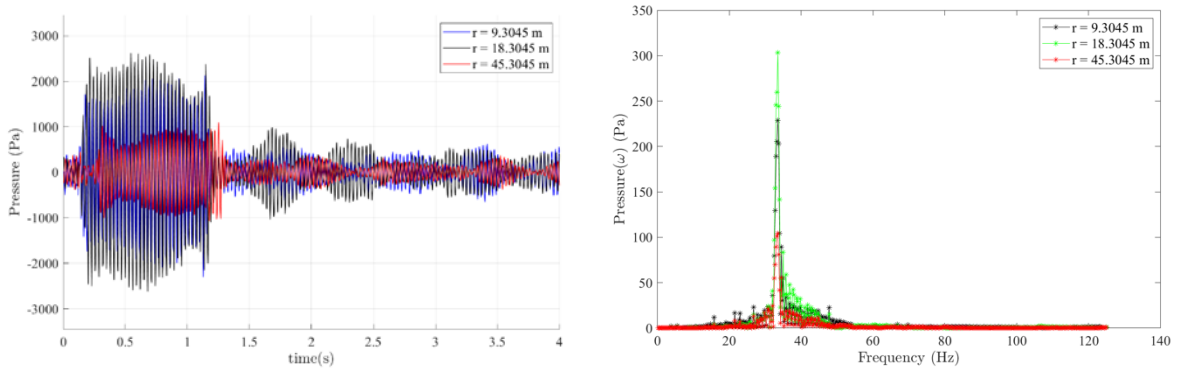 3000
2000
1000
0
-1000
-2000
-3000
Pressure (Pa)
0 0.5 1 1.5 2 2.5 3 3.5 4
time(s)
r = 9.3045 m
r = 18.3045 m
r = 45.3045 m
350
300
250
200
150
100
50
0
Pressure(ω) (Pa)
0 20 40 60 80 100 120 140
Frequency (Hz)
r = 9.3045 m
r = 18.3045 m
r = 45.3045 m